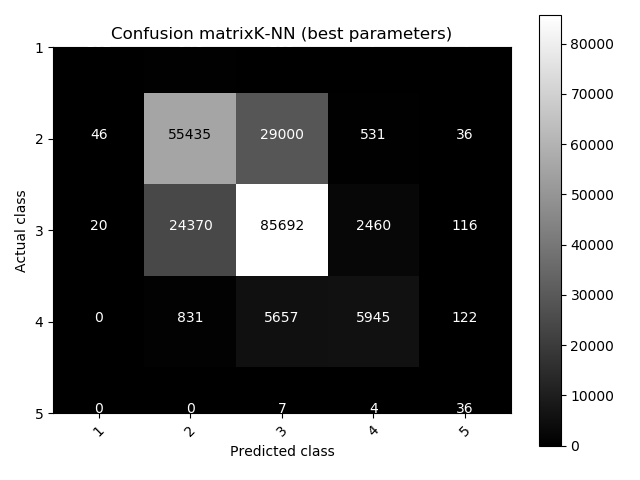 Confusion matrixK-NN (best parameters)
1
2
3
4
5
Actual class
46 55435 29000 531 36
20 24370 85692 2460 116
0 831 5657 5945 122
0 0 7 4 36
1 2 3 4 5
Predicted class
80000
70000
60000
50000
40000
30000
20000
10000
0